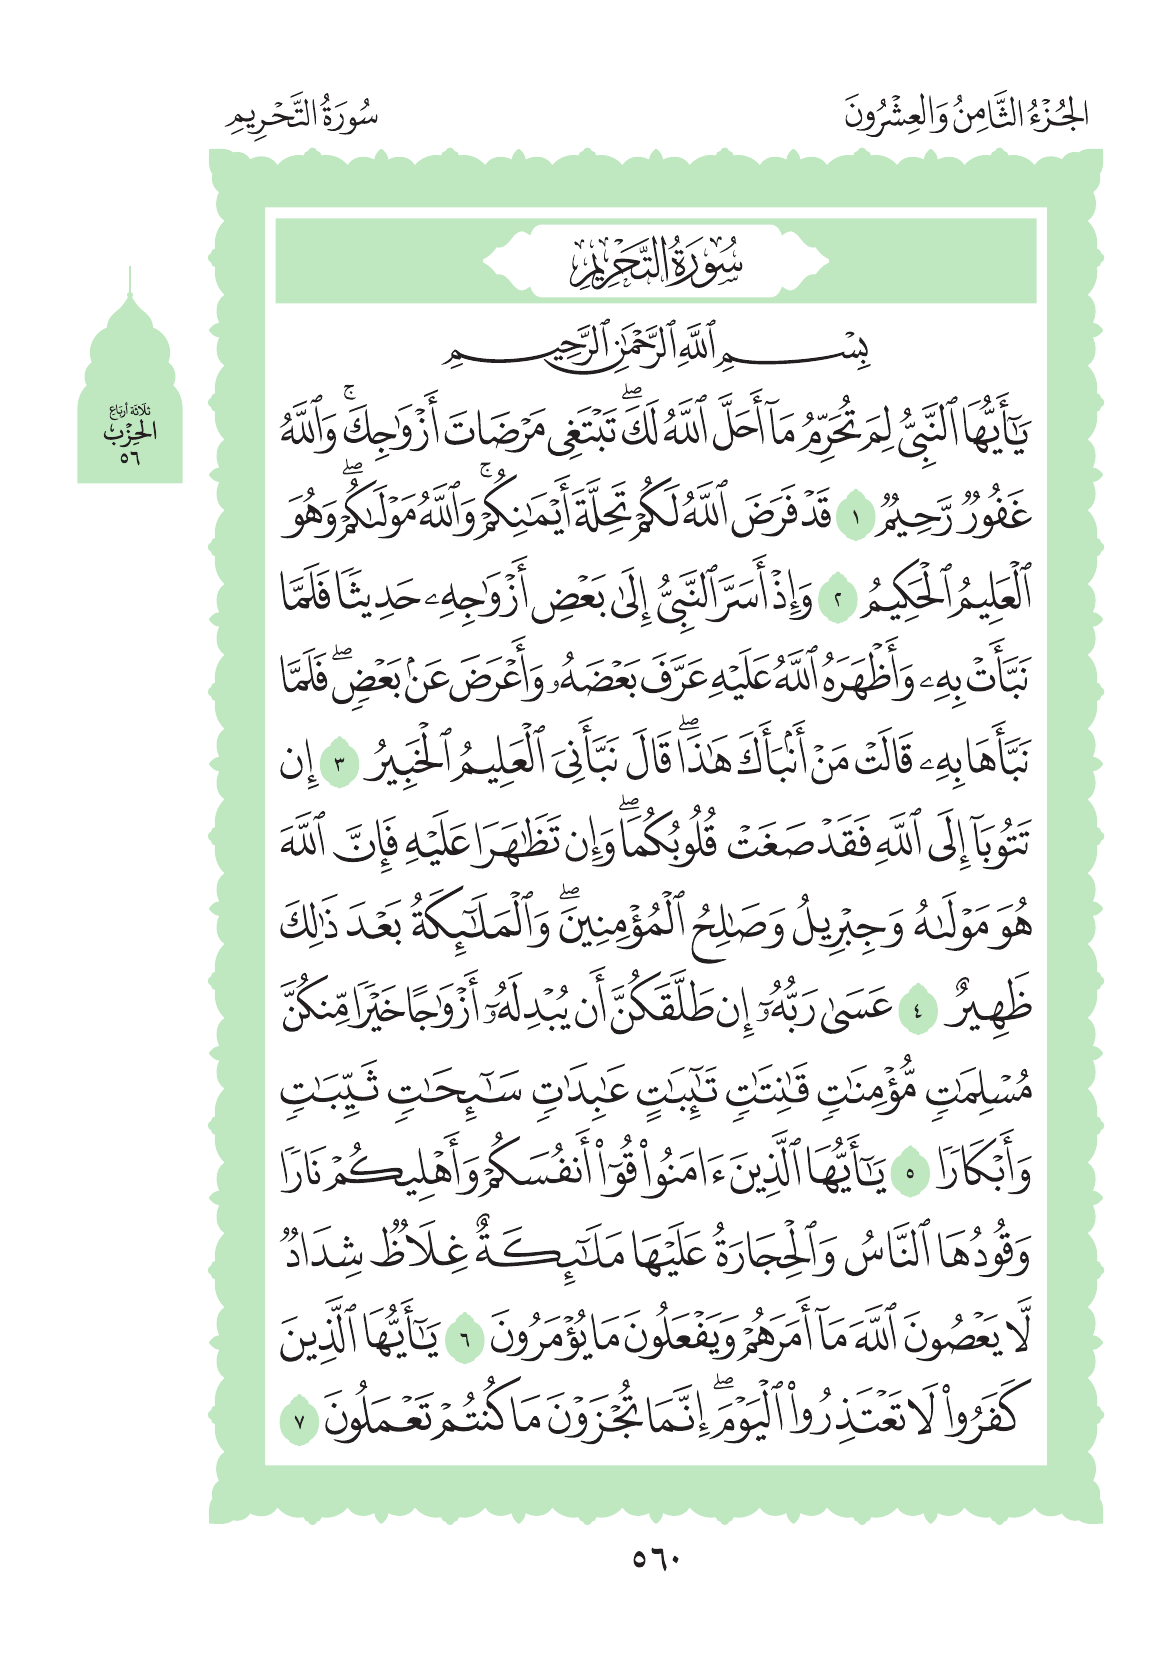 الجُزْءُ الثَّامِنُ وَالعِشْرُونَ
سُورَةُ التَّحْرِيمِ
سُورَةُ التَّحْرِيمِ
ثلاثة أرباع
الحِزْب
٥٦
بِسْمِ ٱللَّهِ ٱلرَّحْمَٰنِ ٱلرَّحِيمِ
يَٰٓأَيُّهَا ٱلنَّبِىُّ لِمَ تُحَرِّمُ مَآ أَحَلَّ ٱللَّهُ لَكَ ۖ تَبْتَغِى مَرْضَاتَ أَزْوَٰجِكَ ۚ وَٱللَّهُ
غَفُورٌ رَّحِيمٌ ١ قَدْ فَرَضَ ٱللَّهُ لَكُمْ تَحِلَّةَ أَيْمَٰنِكُمْ ۚ وَٱللَّهُ مَوْلَىٰكُمْ ۖ وَهُوَ
ٱلْعَلِيمُ ٱلْحَكِيمُ ٢ وَإِذْ أَسَرَّ ٱلنَّبِىُّ إِلَىٰ بَعْضِ أَزْوَٰجِهِۦ حَدِيثًا فَلَمَّا
نَبَّأَتْ بِهِۦ وَأَظْهَرَهُ ٱللَّهُ عَلَيْهِ عَرَّفَ بَعْضَهُۥ وَأَعْرَضَ عَنۢ بَعْضٍ ۖ فَلَمَّا
نَبَّأَهَا بِهِۦ قَالَتْ مَنْ أَنۢبَأَكَ هَٰذَا ۖ قَالَ نَبَّأَنِىَ ٱلْعَلِيمُ ٱلْخَبِيرُ ٣ إِن
تَتُوبَآ إِلَى ٱللَّهِ فَقَدْ صَغَتْ قُلُوبُكُمَا ۖ وَإِن تَظَٰهَرَا عَلَيْهِ فَإِنَّ ٱللَّهَ
هُوَ مَوْلَىٰهُ وَجِبْرِيلُ وَصَٰلِحُ ٱلْمُؤْمِنِينَ ۖ وَٱلْمَلَٰٓئِكَةُ بَعْدَ ذَٰلِكَ
ظَهِيرٌ ٤ عَسَىٰ رَبُّهُۥٓ إِن طَلَّقَكُنَّ أَن يُبْدِلَهُۥٓ أَزْوَٰجًا خَيْرًا مِّنكُنَّ
مُسْلِمَٰتٍ مُّؤْمِنَٰتٍ قَٰنِتَٰتٍ تَٰٓئِبَٰتٍ عَٰبِدَٰتٍ سَٰٓئِحَٰتٍ ثَيِّبَٰتٍ
وَأَبْكَارًا ٥ يَٰٓأَيُّهَا ٱلَّذِينَ ءَامَنُوا۟ قُوٓا۟ أَنفُسَكُمْ وَأَهْلِيكُمْ نَارًا
وَقُودُهَا ٱلنَّاسُ وَٱلْحِجَارَةُ عَلَيْهَا مَلَٰٓئِكَةٌ غِلَاظٌ شِدَادٌ
لَّا يَعْصُونَ ٱللَّهَ مَآ أَمَرَهُمْ وَيَفْعَلُونَ مَا يُؤْمَرُونَ ٦ يَٰٓأَيُّهَا ٱلَّذِينَ
كَفَرُوا۟ لَا تَعْتَذِرُوا۟ ٱلْيَوْمَ ۖ إِنَّمَا تُجْزَوْنَ مَا كُنتُمْ تَعْمَلُونَ ٧
٥٦٠